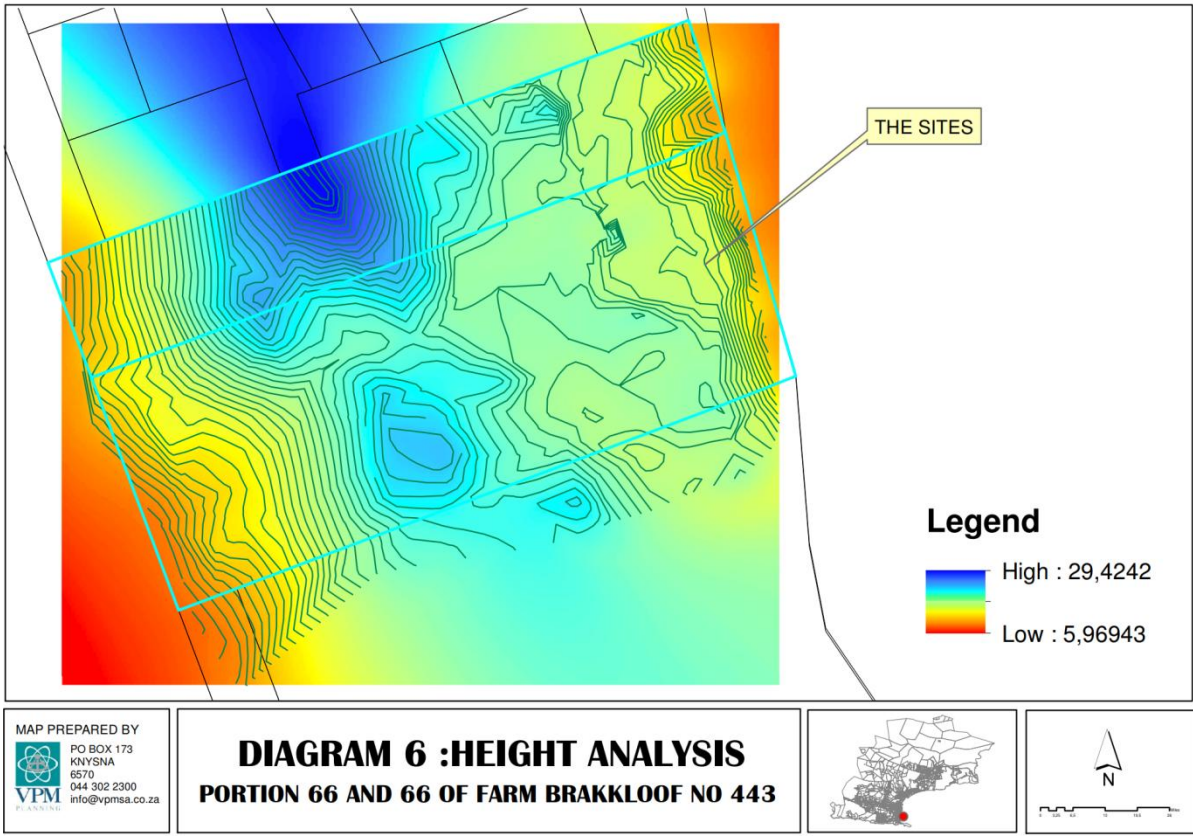 THE SITES
Legend
High : 29,4242
Low : 5,96943
MAP PREPARED BY
PO BOX 173
KNYSNA
6570
044 302 2300
info@vpmsa.co.za
VPM
PLANNING
DIAGRAM 6 :HEIGHT ANALYSIS
PORTION 66 AND 66 OF FARM BRAKKLOOF NO 443
N